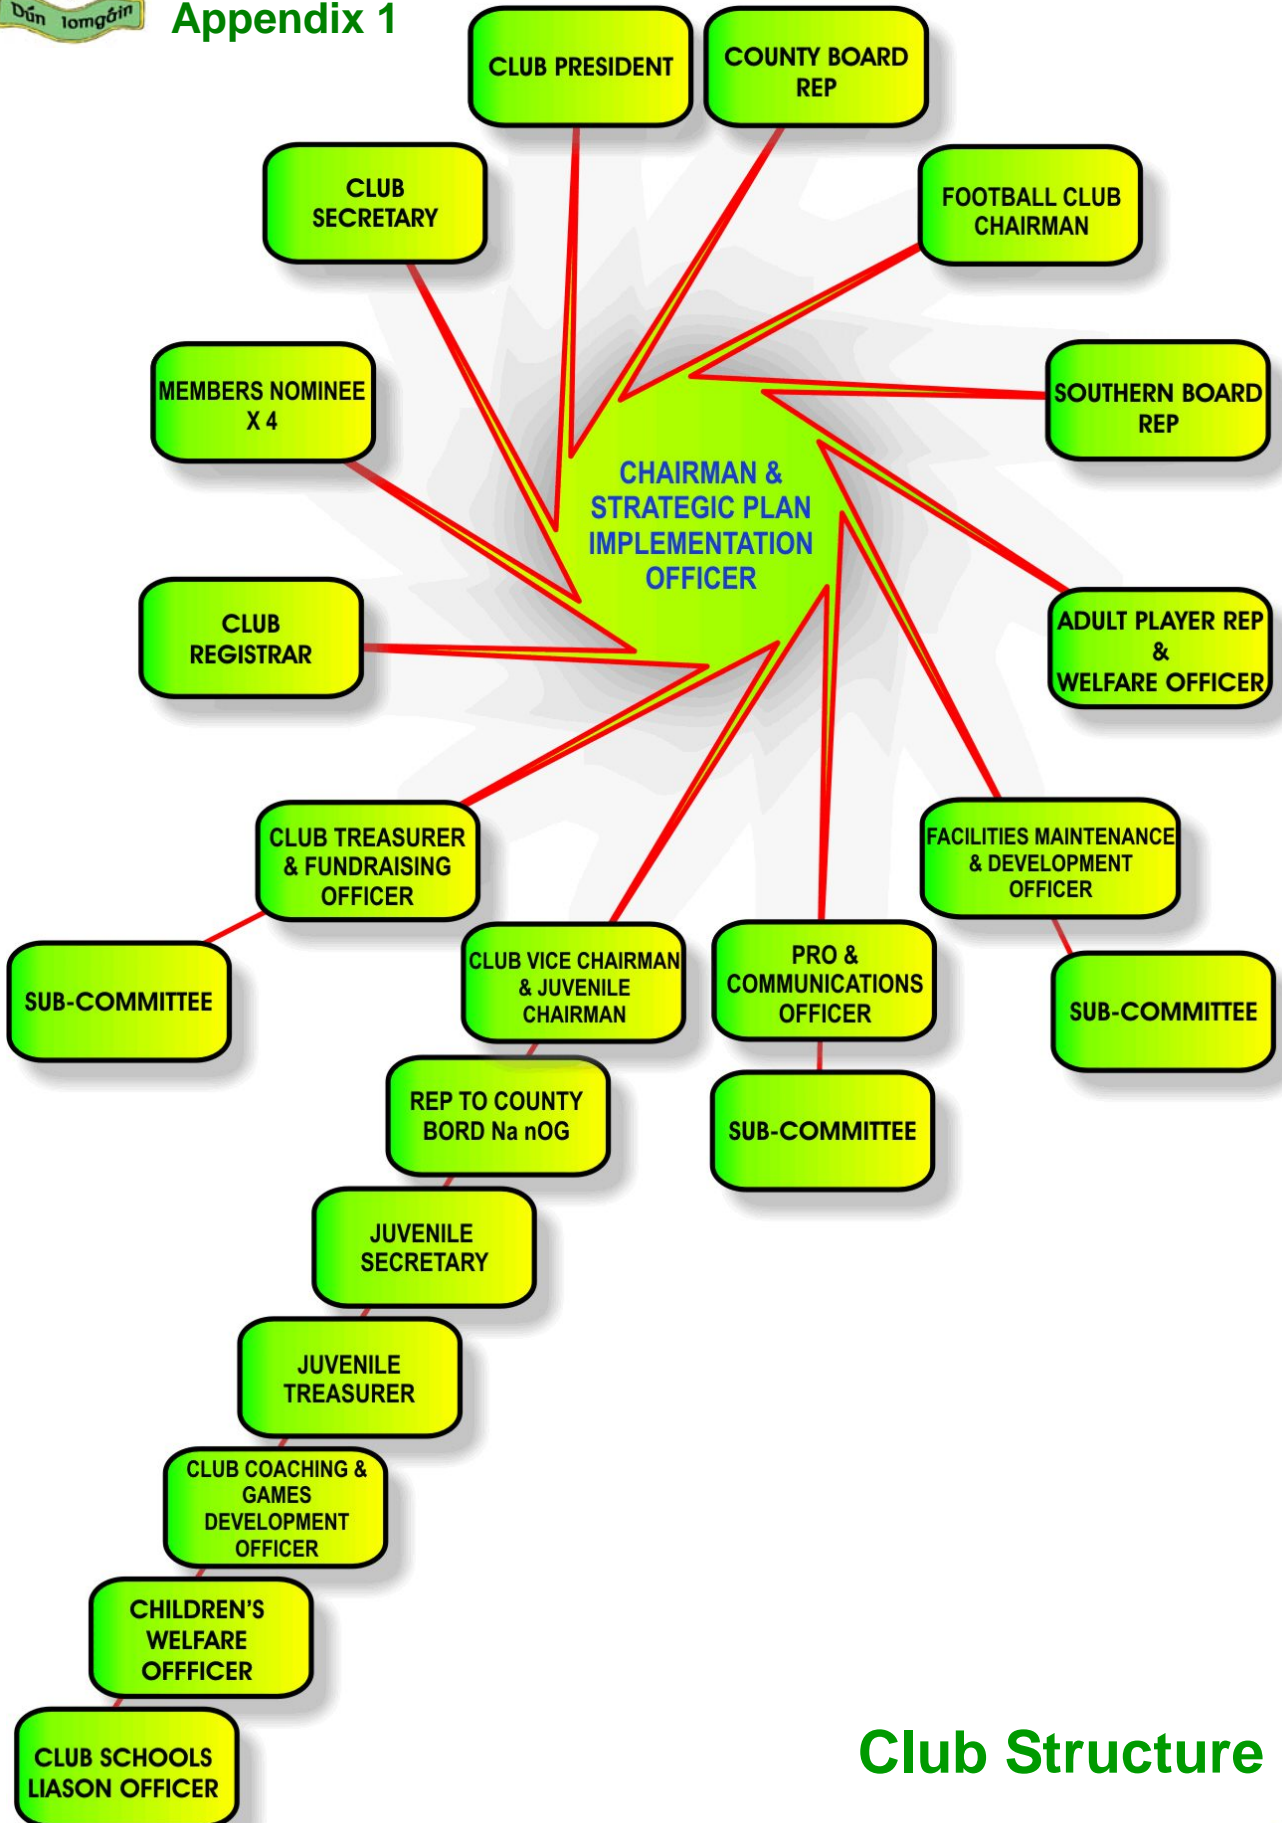 Dún Iomgáin
Appendix 1
CLUB PRESIDENT
COUNTY BOARD
REP
CLUB
SECRETARY
FOOTBALL CLUB
CHAIRMAN
MEMBERS NOMINEE
X 4
SOUTHERN BOARD
REP
CHAIRMAN &
STRATEGIC PLAN
IMPLEMENTATION
OFFICER
CLUB
REGISTRAR
ADULT PLAYER REP
&
WELFARE OFFICER
CLUB TREASURER
& FUNDRAISING
OFFICER
FACILITIES MAINTENANCE
& DEVELOPMENT
OFFICER
SUB-COMMITTEE
CLUB VICE CHAIRMAN
& JUVENILE
CHAIRMAN
PRO &
COMMUNICATIONS
OFFICER
SUB-COMMITTEE
REP TO COUNTY
BORD Na nOG
SUB-COMMITTEE
JUVENILE
SECRETARY
JUVENILE
TREASURER
CLUB COACHING &
GAMES
DEVELOPMENT
OFFICER
CHILDREN'S
WELFARE
OFFFICER
CLUB SCHOOLS
LIASON OFFICER
Club Structure